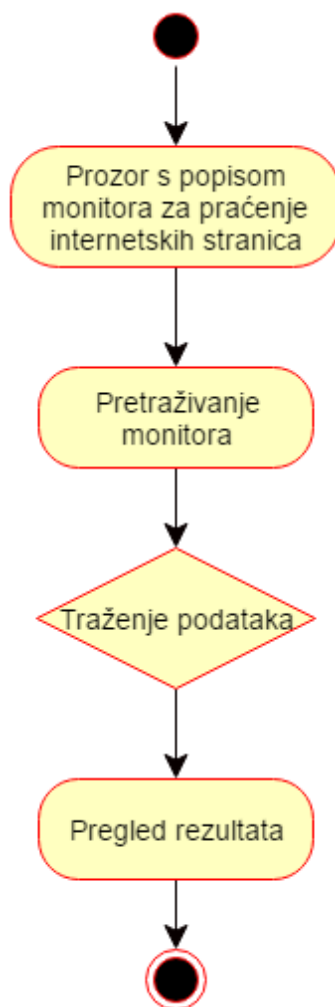 Prozor s popisom
monitora za praćenje
internetskih stranica
Pretraživanje
monitora
Traženje podataka
Pregled rezultata